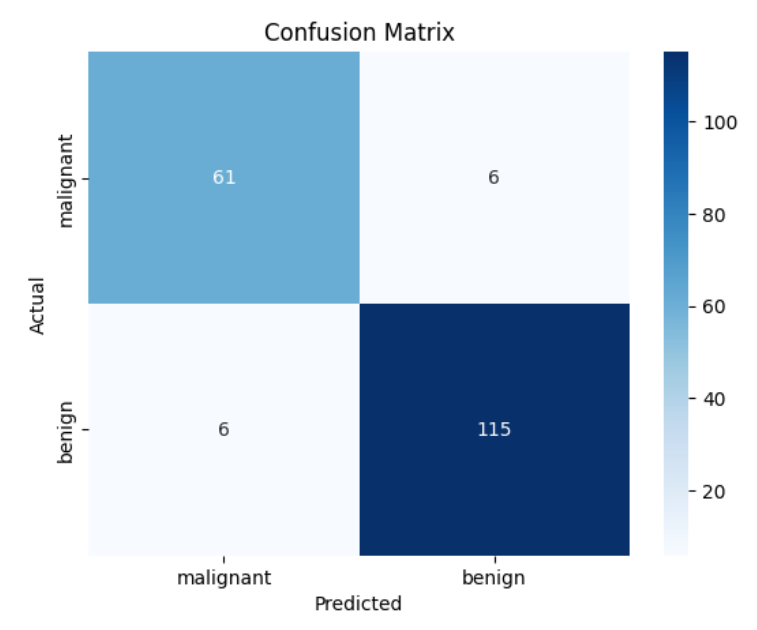 Confusion Matrix
malignant
61
6
100
80
60
Actual
40
benign
6
115
20
malignant
benign
Predicted